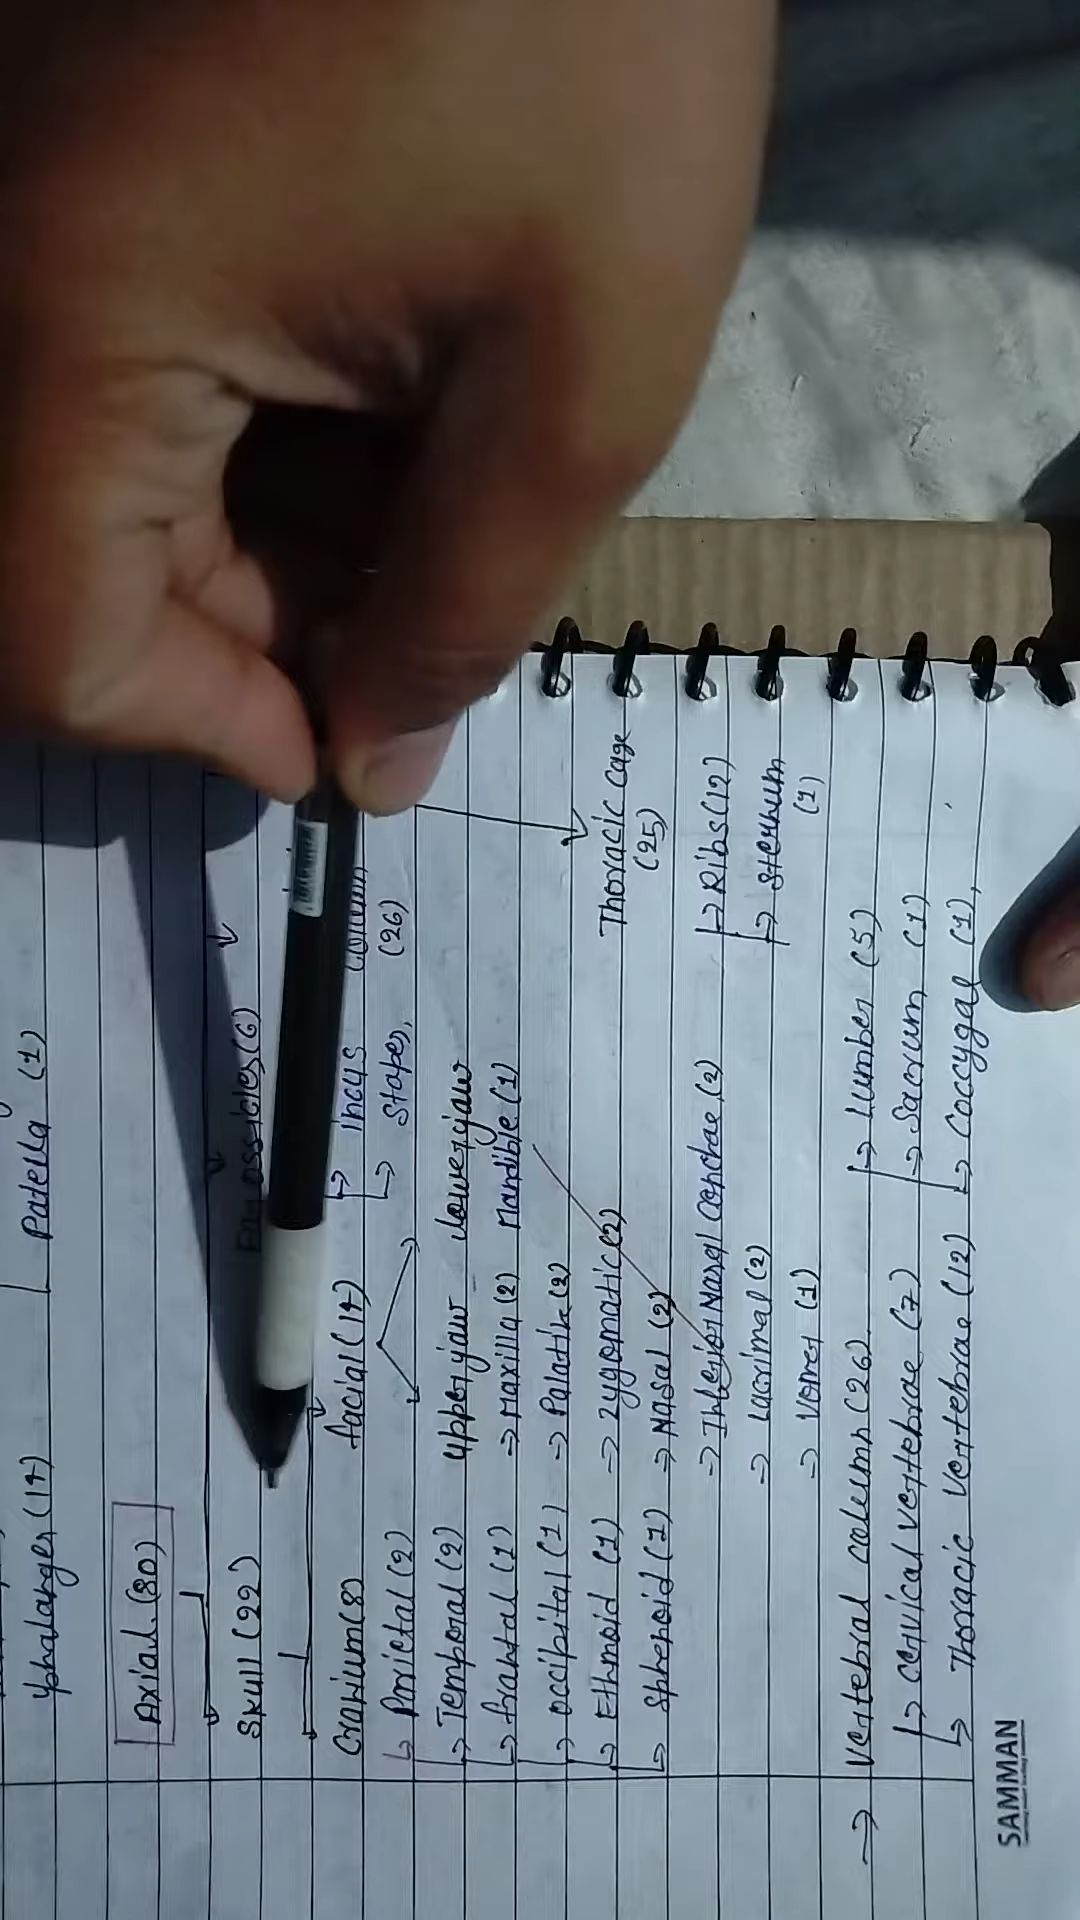 Patella (1)
phalanges (14)
Axial (80)
Skull (22)
Ear ossicles (6)
Cranium (8)
facial (14)
↳ Incus
↳ Stapes,
(26)
Thoracic cage
(25)
↳ Ribs (12)
↳ sternum
(1)
↳ Parietal (2)
↳ Temporal (2)
↳ frontal (1)
↳ occipital (1)
↳ Ethmoid (1)
↳ Sphenoid (1)
upper jaw lower jaw
→ Maxilla (2) Mandible (1)
→ Palatine (2)
→ zygomatic (2)
→ Nasal (2)
→ Inferior Nasal Conchae (2)
→ Lacrimal (2)
→ Vomer (1)
→ Vertebral column (26)
↳ cervical vertebrae (7)
↳ Thoracic vertebrae (12)
↳ Lumber (5)
↳ Sacrum (1)
↳ Coccygal (1),
SAMMAN